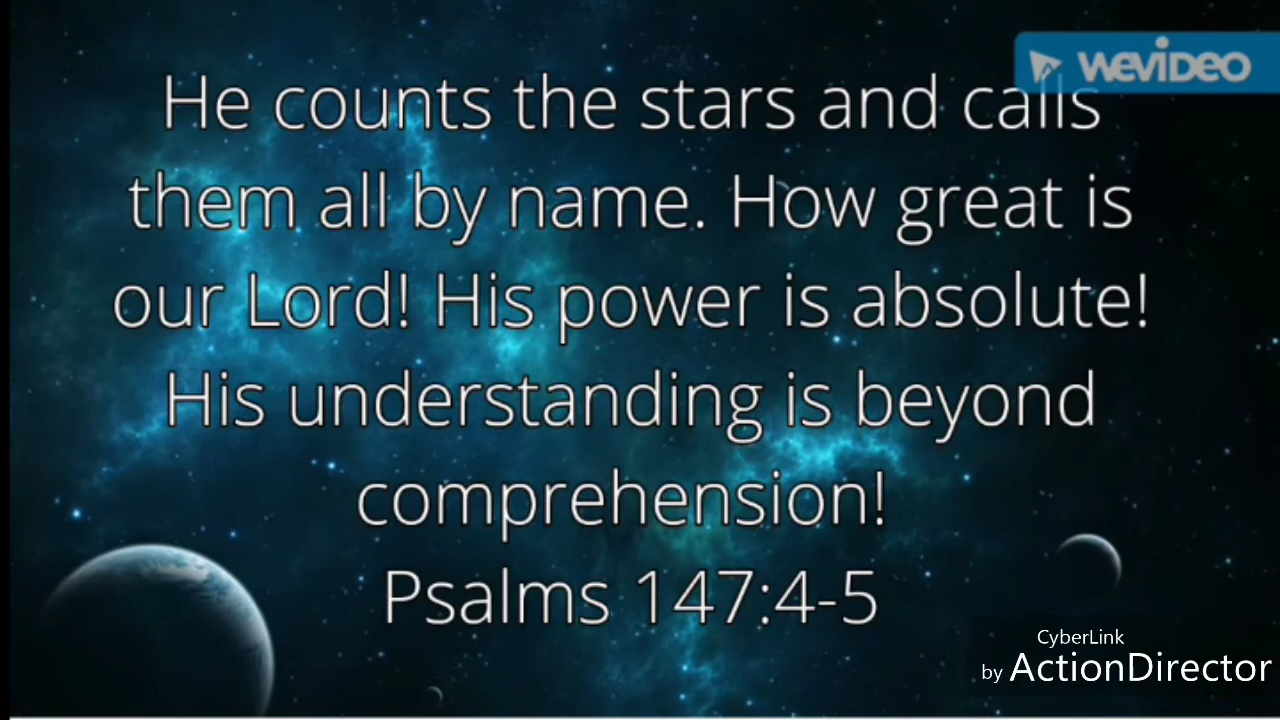 WEVIDEO
He counts the stars and calls
them all by name. How great is
our Lord! His power is absolute!
His understanding is beyond
comprehension!
Psalms 147:4-5
CyberLink
by ActionDirector